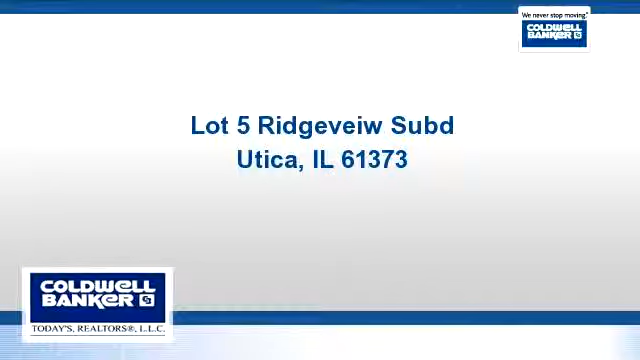 We never stop moving.®
COLDWELL
BANKER
Lot 5 Ridgeveiw Subd
Utica, IL 61373
COLDWELL
BANKER
TODAY'S, REALTORS®, L.L.C.